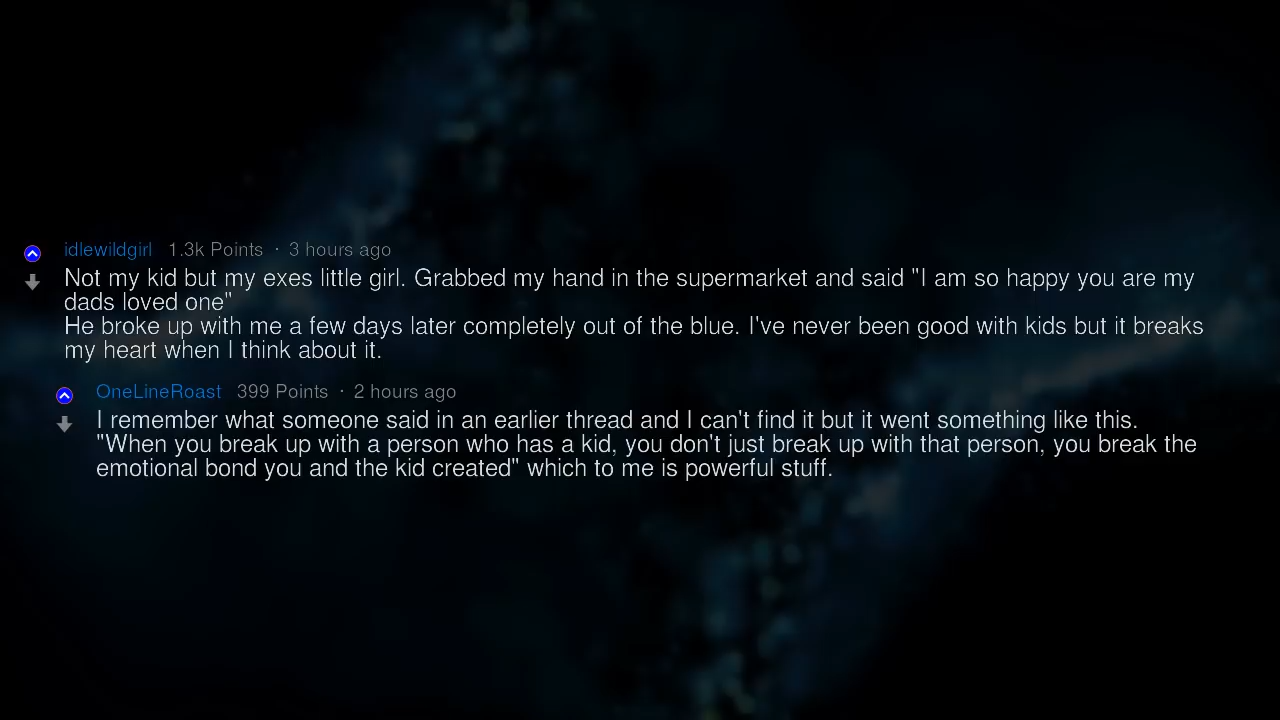 idlewildgirl 1.3k Points · 3 hours ago
Not my kid but my exes little girl. Grabbed my hand in the supermarket and said "I am so happy you are my
dads loved one"
He broke up with me a few days later completely out of the blue. I've never been good with kids but it breaks
my heart when I think about it.
OneLineRoast 399 Points · 2 hours ago
I remember what someone said in an earlier thread and I can't find it but it went something like this.
"When you break up with a person who has a kid, you don't just break up with that person, you break the
emotional bond you and the kid created" which to me is powerful stuff.